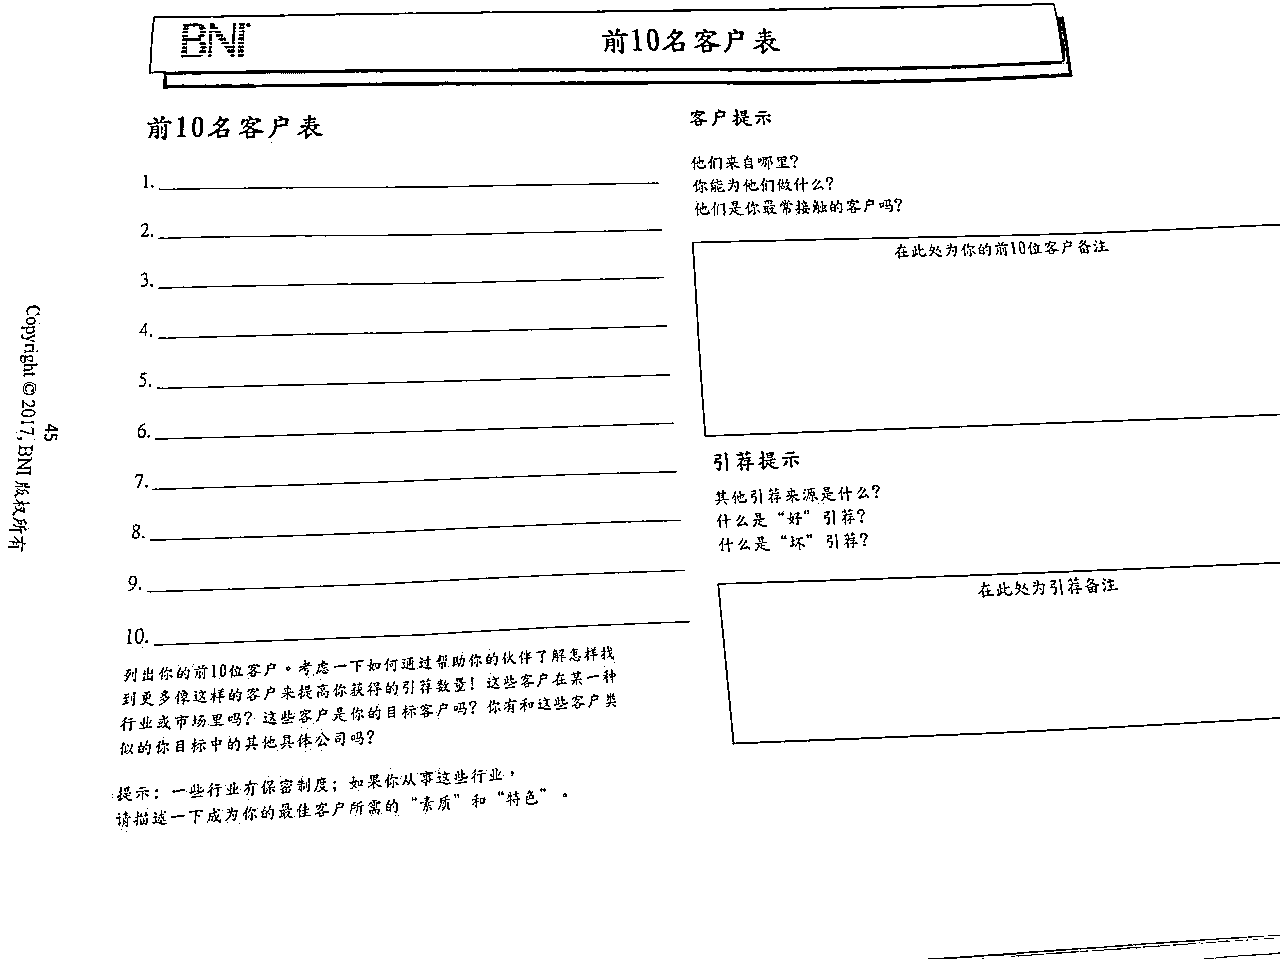 BNI
前10名客户表
前10名客户表
1.
2.
3.
4.
5.
6.
7.
8.
9.
10.
列出你的前10位客户。考虑一下如何通过帮助你的伙伴了解怎样找
到更多像这样的客户来提高你获得的引荐数量！这些客户在某一种
行业或市场里吗？这些客户是你的目标客户吗？你有和这些客户类
似的你目标中的其他具体公司吗？
提示：一些行业有保密制度；如果你从事这些行业，
请描述一下成为你的最佳客户所需的“素质”和“特色”。
客户提示
他们来自哪里？
你能为他们做什么？
他们是你最常接触的客户吗？
在此处为你的前10位客户备注
引荐提示
其他引荐来源是什么？
什么是“好”引荐？
什么是“坏”引荐？
在此处为引荐备注
45
Copyright © 2017, BNI 版权所有